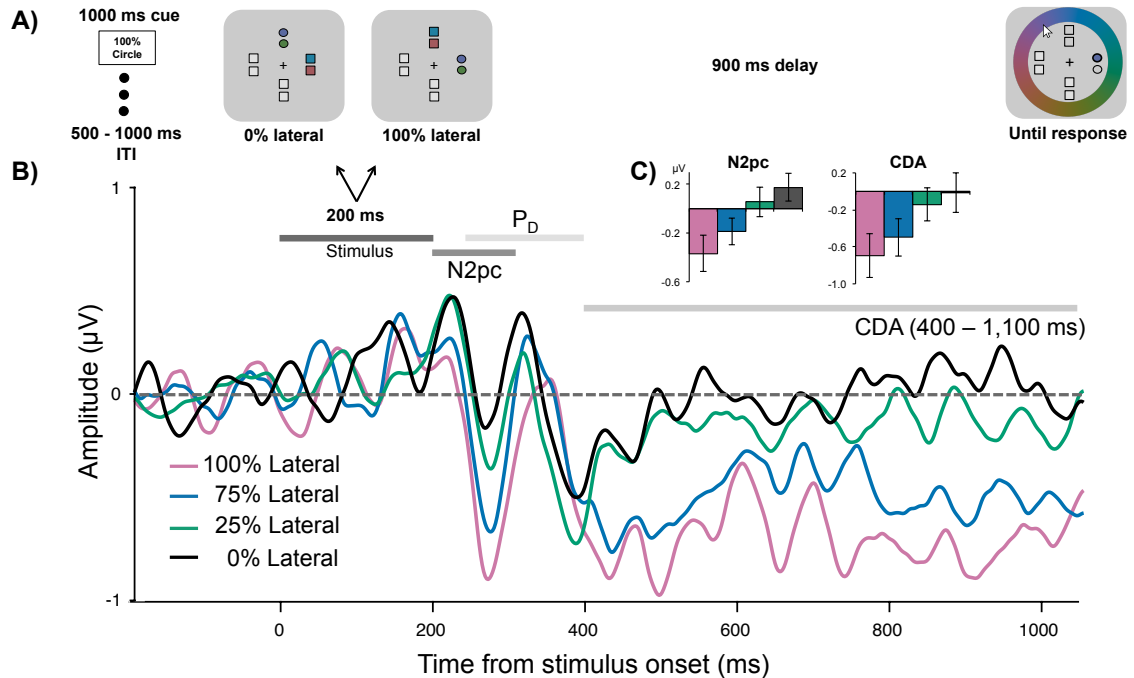 A)
1000 ms cue
100%
Circle
500 - 1000 ms
ITI
0% lateral
100% lateral
900 ms delay
Until response
B)
200 ms
Stimulus
P_D
N2pc
C)
µV
N2pc
0.2
-0.2
-0.6
CDA
0.2
-0.2
-0.6
-1.0
CDA (400 – 1,100 ms)
1
0
-1
Amplitude (µV)
100% Lateral
75% Lateral
25% Lateral
0% Lateral
0
200
400
600
800
1000
Time from stimulus onset (ms)